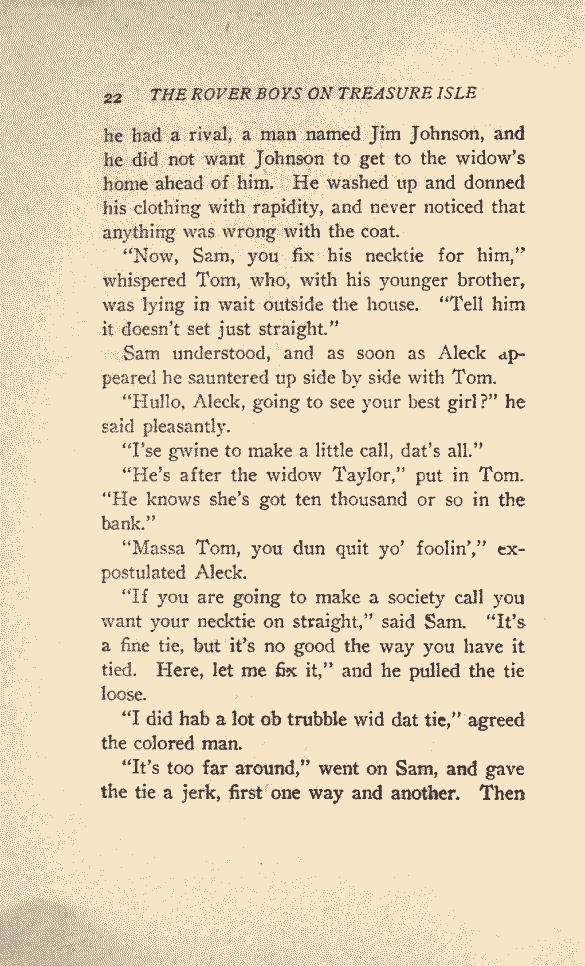 22 THE ROVER BOYS ON TREASURE ISLE
he had a rival, a man named Jim Johnson, and
he did not want Johnson to get to the widow's
home ahead of him. He washed up and donned
his clothing with rapidity, and never noticed that
anything was wrong with the coat.
"Now, Sam, you fix his necktie for him,"
whispered Tom, who, with his younger brother,
was lying in wait outside the house. "Tell him
it doesn't set just straight."
Sam understood, and as soon as Aleck ap-
peared he sauntered up side by side with Tom.
"Hullo, Aleck, going to see your best girl?" he
said pleasantly.
"I'se gwine to make a little call, dat's all."
"He's after the widow Taylor," put in Tom.
"He knows she's got ten thousand or so in the
bank."
"Massa Tom, you dun quit yo' foolin'," ex-
postulated Aleck.
"If you are going to make a society call you
want your necktie on straight," said Sam. "It's
a fine tie, but it's no good the way you have it
tied. Here, let me fix it," and he pulled the tie
loose.
"I did hab a lot ob trubble wid dat tie," agreed
the colored man.
"It's too far around," went on Sam, and gave
the tie a jerk, first one way and another. Then